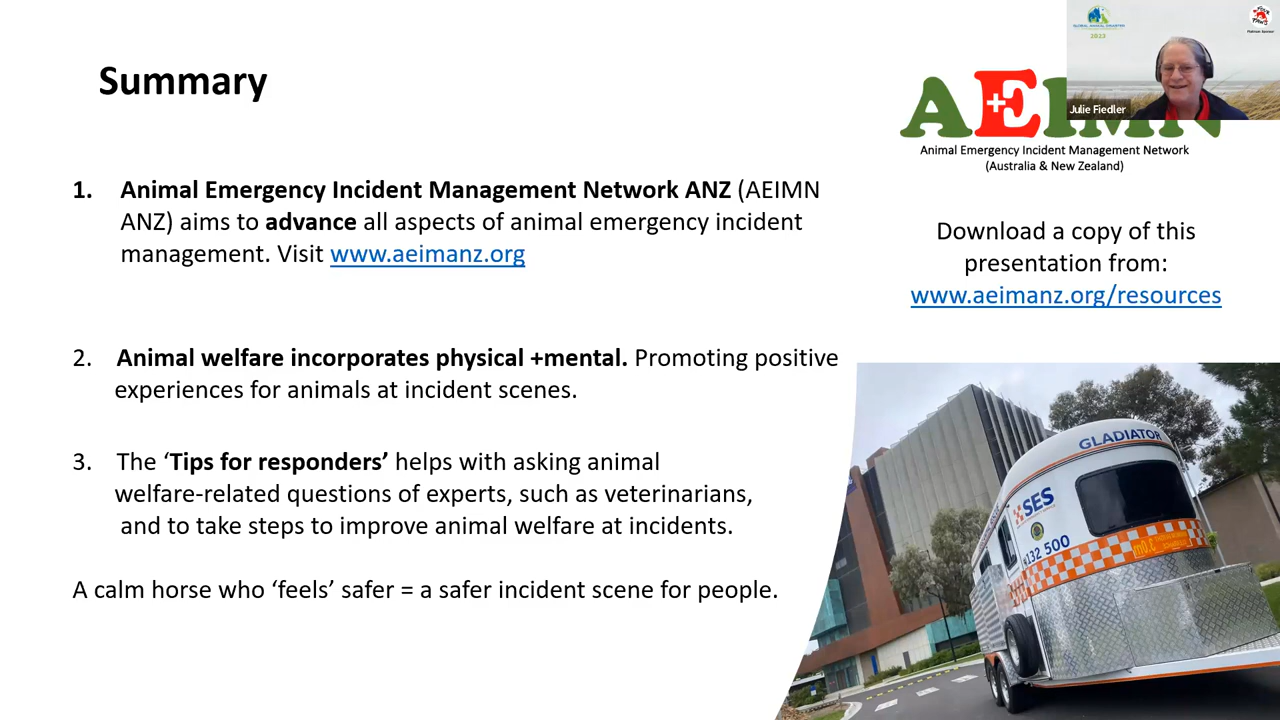 Summary
1. Animal Emergency Incident Management Network ANZ (AEIMN
ANZ) aims to advance all aspects of animal emergency incident
management. Visit www.aeimanz.org
2. Animal welfare incorporates physical +mental. Promoting positive
experiences for animals at incident scenes.
3. The ‘Tips for responders’ helps with asking animal
welfare-related questions of experts, such as veterinarians,
and to take steps to improve animal welfare at incidents.
A calm horse who ‘feels’ safer = a safer incident scene for people.
GLOBAL ANIMAL DISASTER
2023
Julie Fiedler
AEIMN
Animal Emergency Incident Management Network
(Australia & New Zealand)
Download a copy of this
presentation from:
www.aeimanz.org/resources
GLADIATOR
SES
132 500